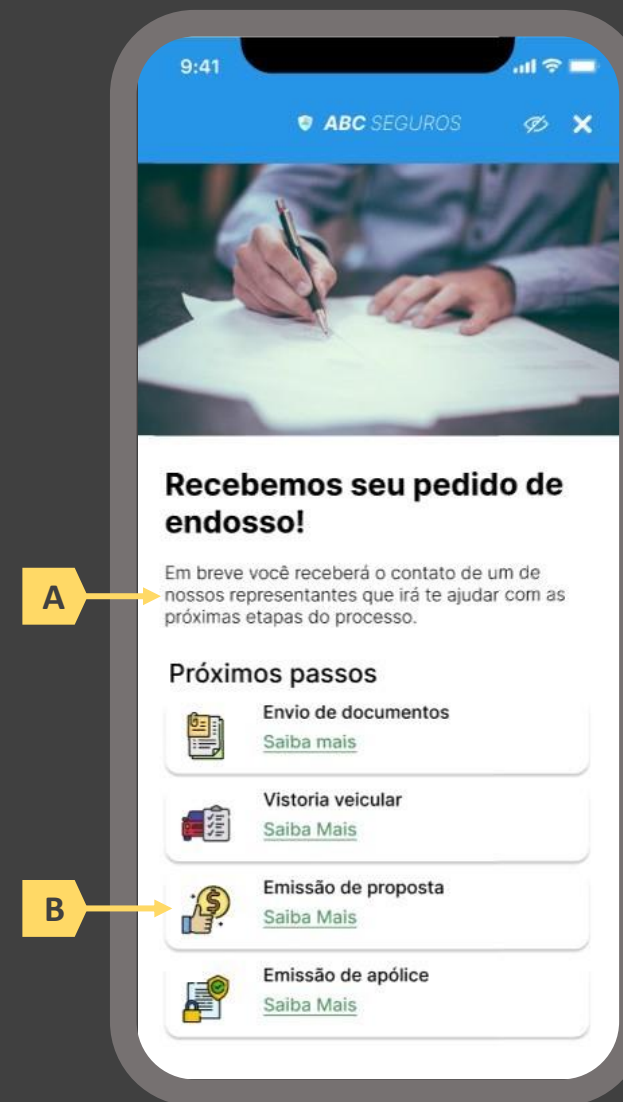 9:41
ABC SEGUROS
Recebemos seu pedido de
endosso!
Em breve você receberá o contato de um de
A
nossos representantes que irá te ajudar com as
próximas etapas do processo.
Próximos passos
Envio de documentos
Saiba mais
Vistoria veicular
Saiba Mais
Emissão de proposta
B
Saiba Mais
Emissão de apólice
Saiba Mais